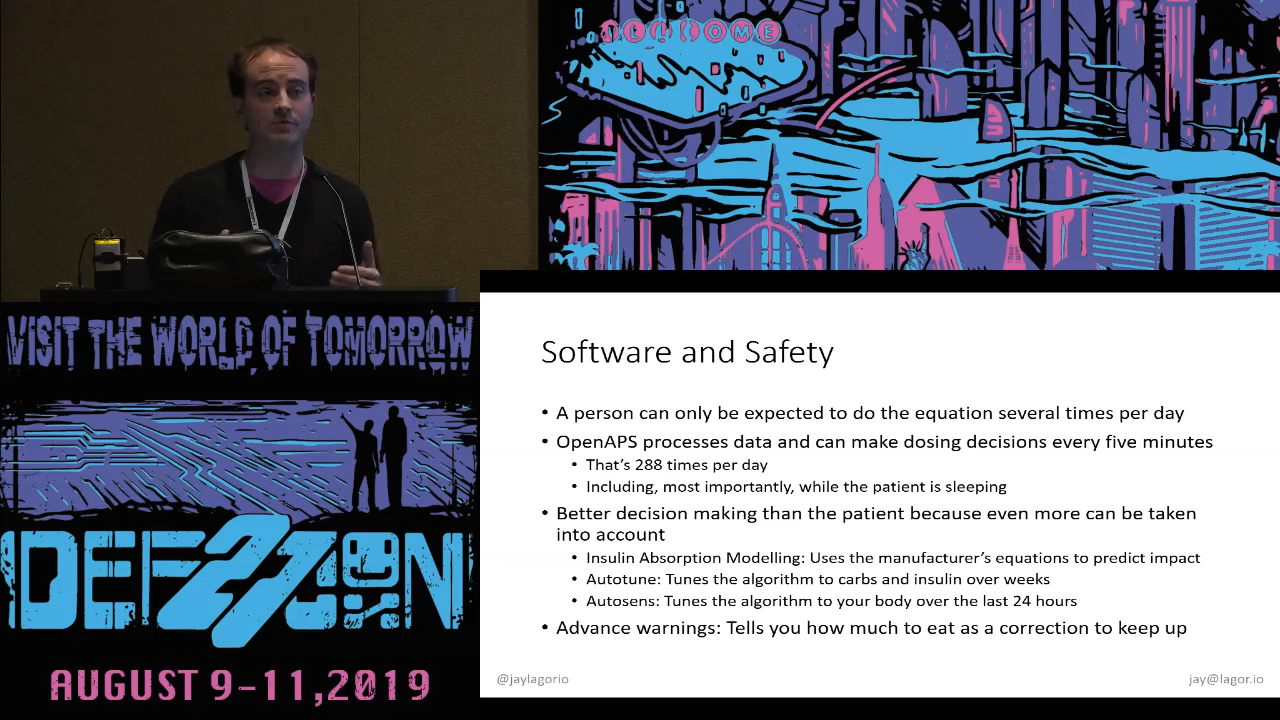 WELCOME
VISIT THE WORLD OF TOMORROW
DEF CON
27
AUGUST 9-11,2019
Software and Safety
• A person can only be expected to do the equation several times per day
• OpenAPS processes data and can make dosing decisions every five minutes
• That's 288 times per day
• Including, most importantly, while the patient is sleeping
• Better decision making than the patient because even more can be taken
into account
• Insulin Absorption Modelling: Uses the manufacturer's equations to predict impact
• Autotune: Tunes the algorithm to carbs and insulin over weeks
• Autosens: Tunes the algorithm to your body over the last 24 hours
• Advance warnings: Tells you how much to eat as a correction to keep up
@jaylagorio
jay@lagor.io